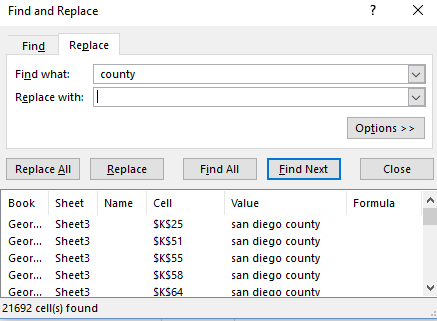 Find and Replace ? ×
Find Replace
Find what: county
Replace with:
Options >>
Replace All Replace Find All Find Next Close
Book Sheet Name Cell Value Formula
Geor... Sheet3 $K$25 san diego county
Geor... Sheet3 $K$51 san diego county
Geor... Sheet3 $K$55 san diego county
Geor... Sheet3 $K$58 san diego county
Geor... Sheet3 $K$64 san diego county
21692 cell(s) found